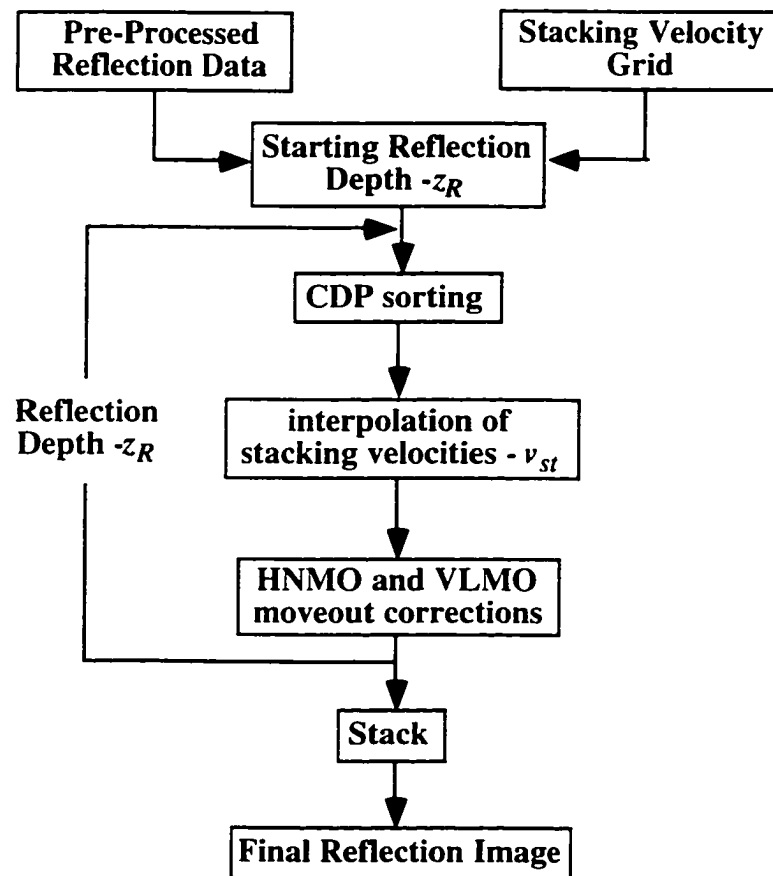 Pre-Processed
Reflection Data
Stacking Velocity
Grid
Starting Reflection
Depth -z_R
CDP sorting
interpolation of
stacking velocities - v_st
HNMO and VLMO
moveout corrections
Reflection
Depth -z_R
Stack
Final Reflection Image